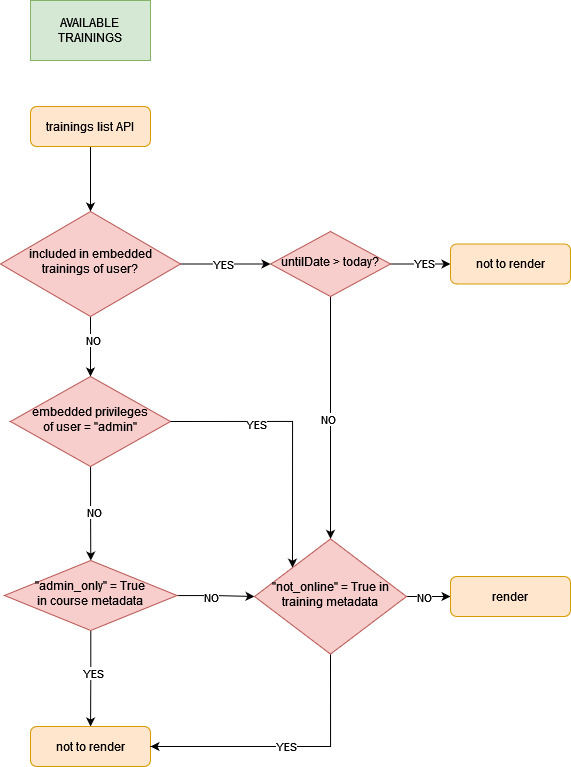 AVAILABLE
TRAININGS
trainings list API
included in embedded
trainings of user?
YES
untilDate > today?
YES
not to render
NO
NO
embedded privileges
of user = "admin"
YES
NO
"admin_only" = True
in course metadata
NO
"not_online" = True in
training metadata
NO
render
YES
not to render
YES